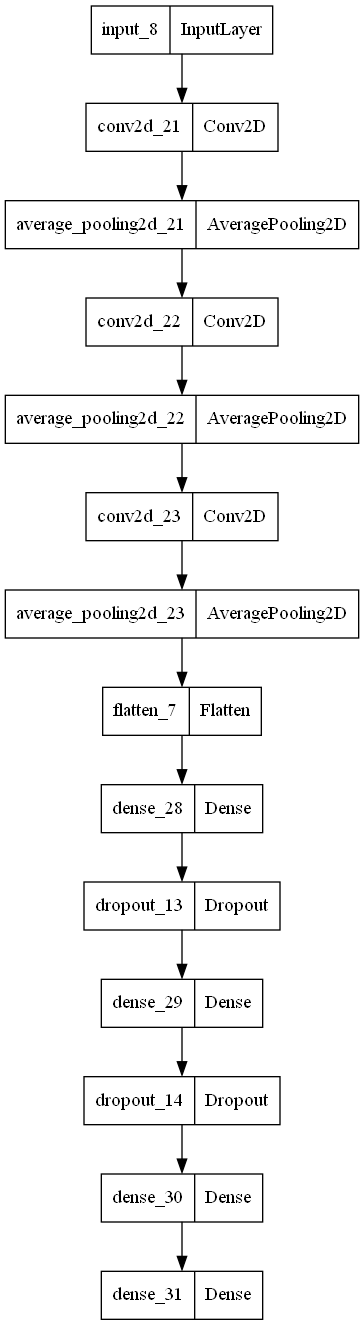 input_8 InputLayer
conv2d_21 Conv2D
average_pooling2d_21 AveragePooling2D
conv2d_22 Conv2D
average_pooling2d_22 AveragePooling2D
conv2d_23 Conv2D
average_pooling2d_23 AveragePooling2D
flatten_7 Flatten
dense_28 Dense
dropout_13 Dropout
dense_29 Dense
dropout_14 Dropout
dense_30 Dense
dense_31 Dense